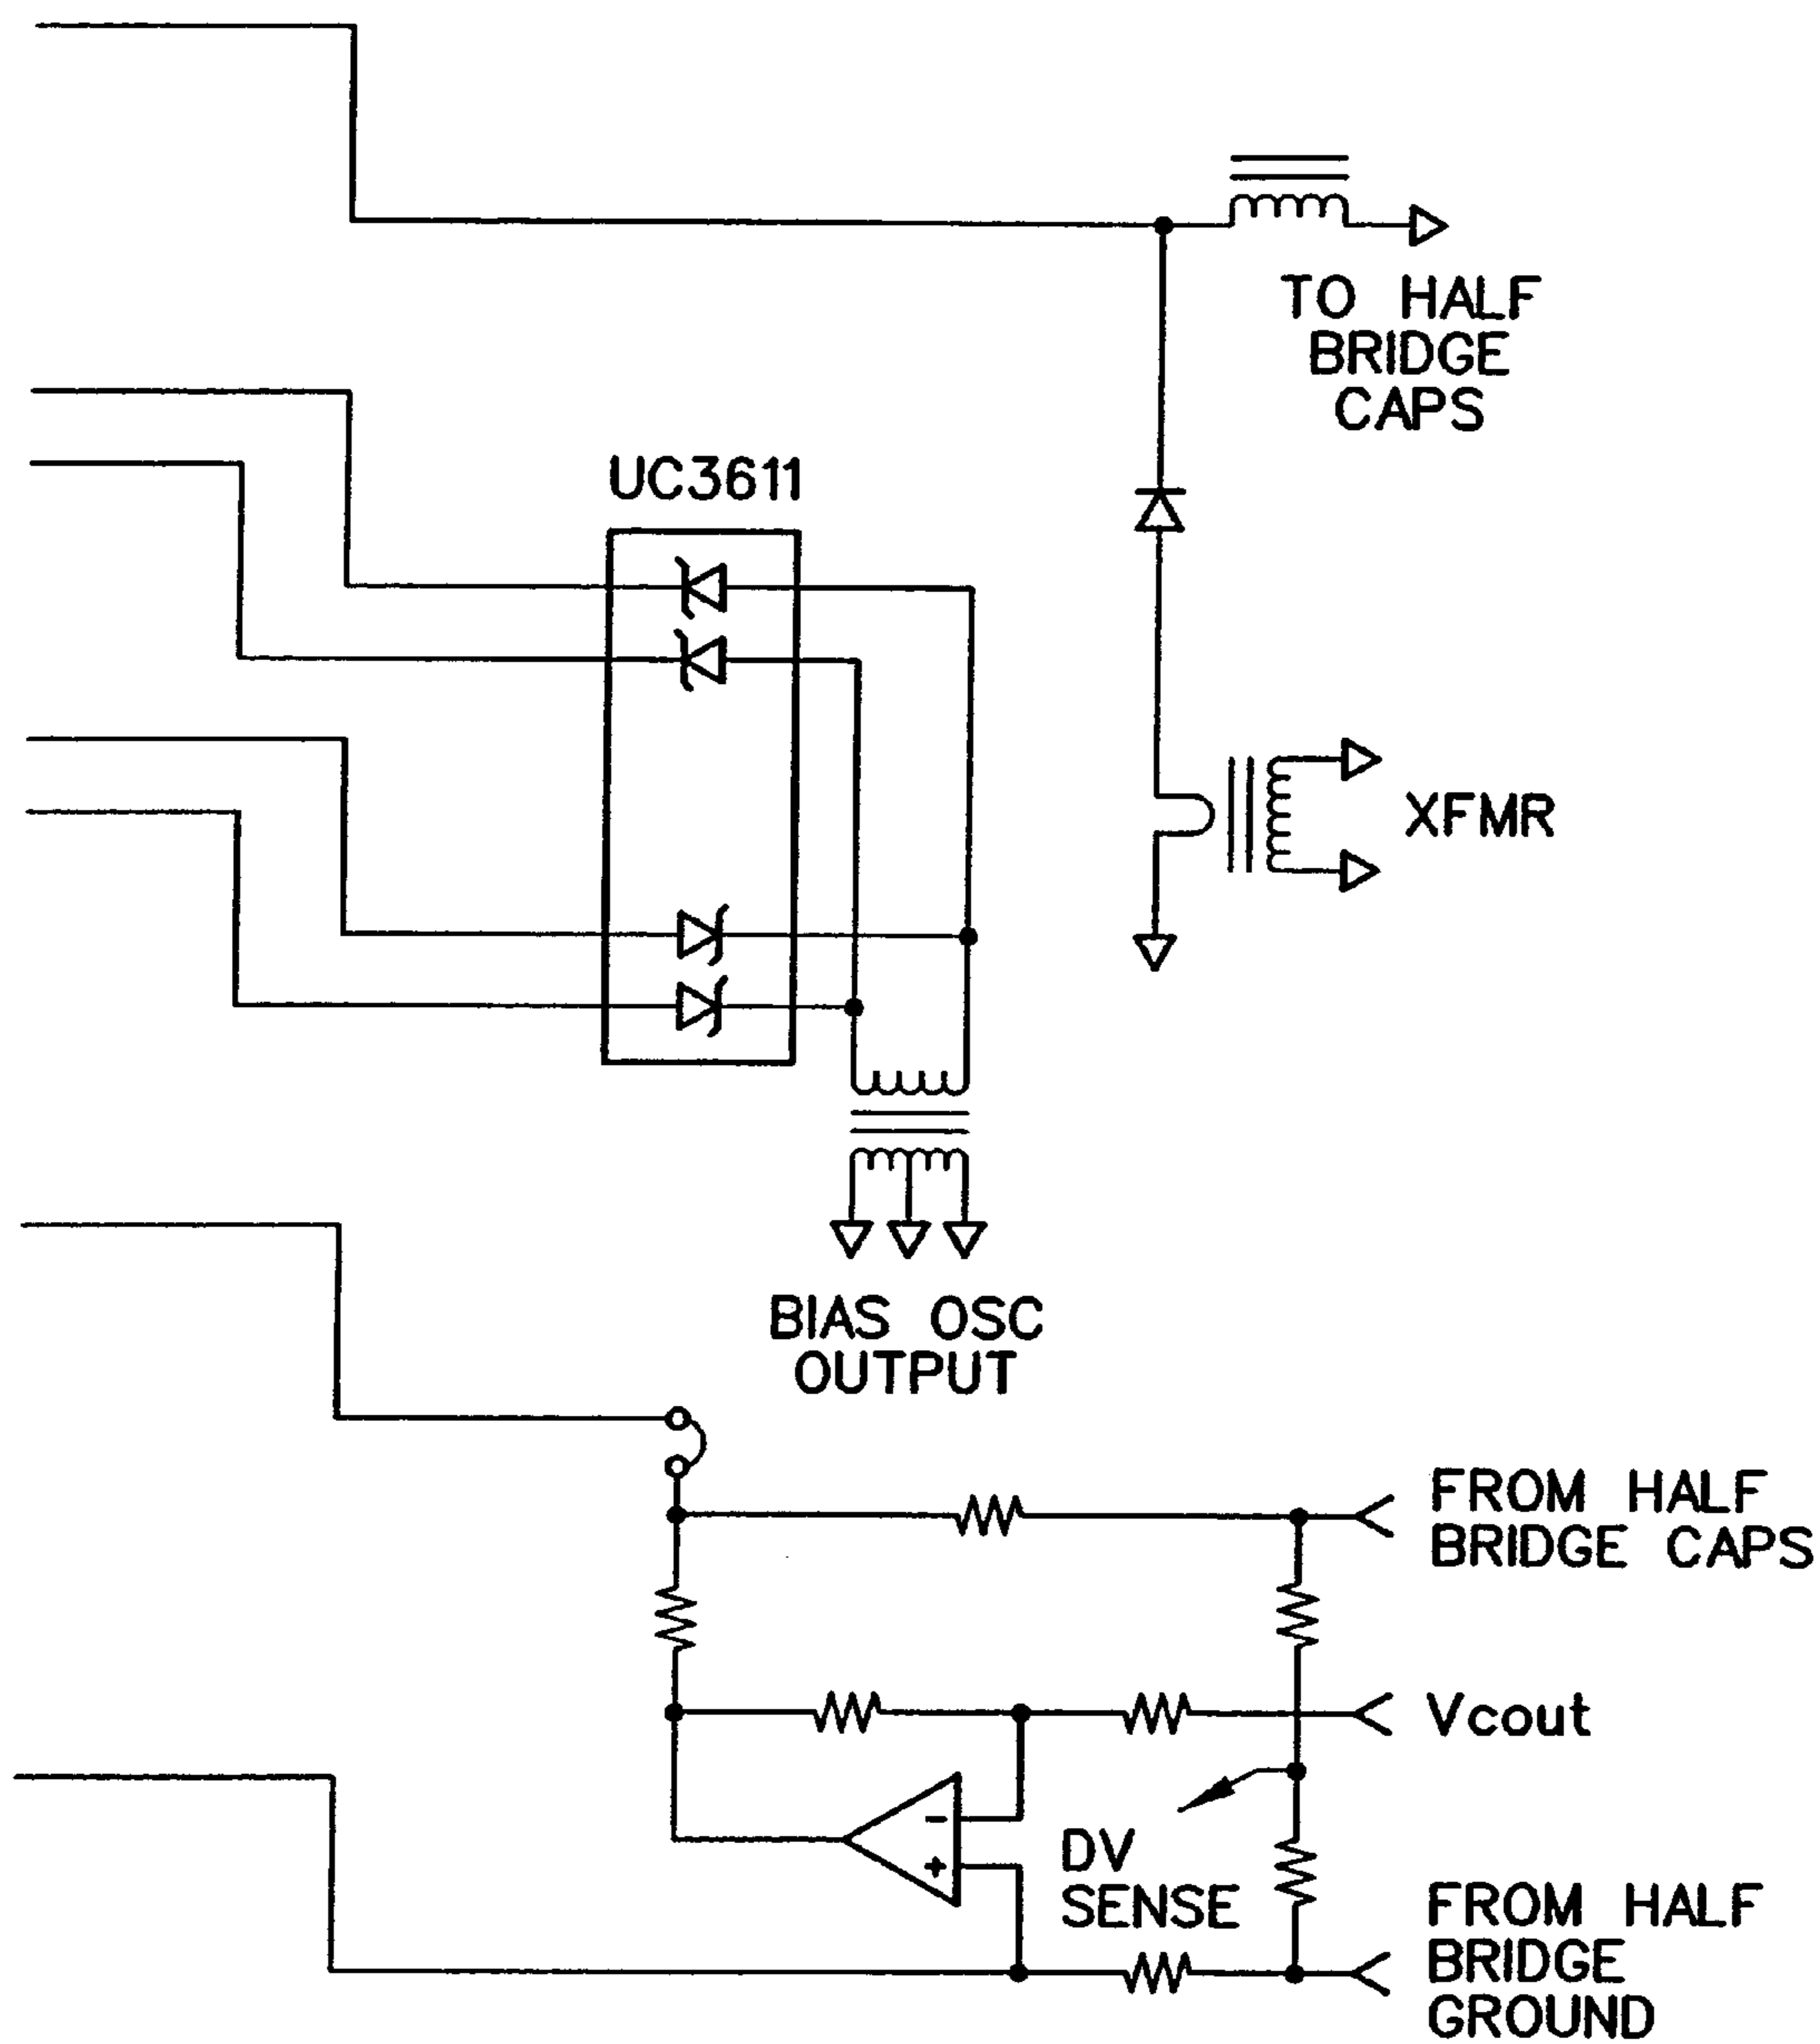 TO HALF
BRIDGE
CAPS
UC3611
XFMR
BIAS OSC
OUTPUT
FROM HALF
BRIDGE CAPS
Vcout
-
+
DV
SENSE
FROM HALF
BRIDGE
GROUND